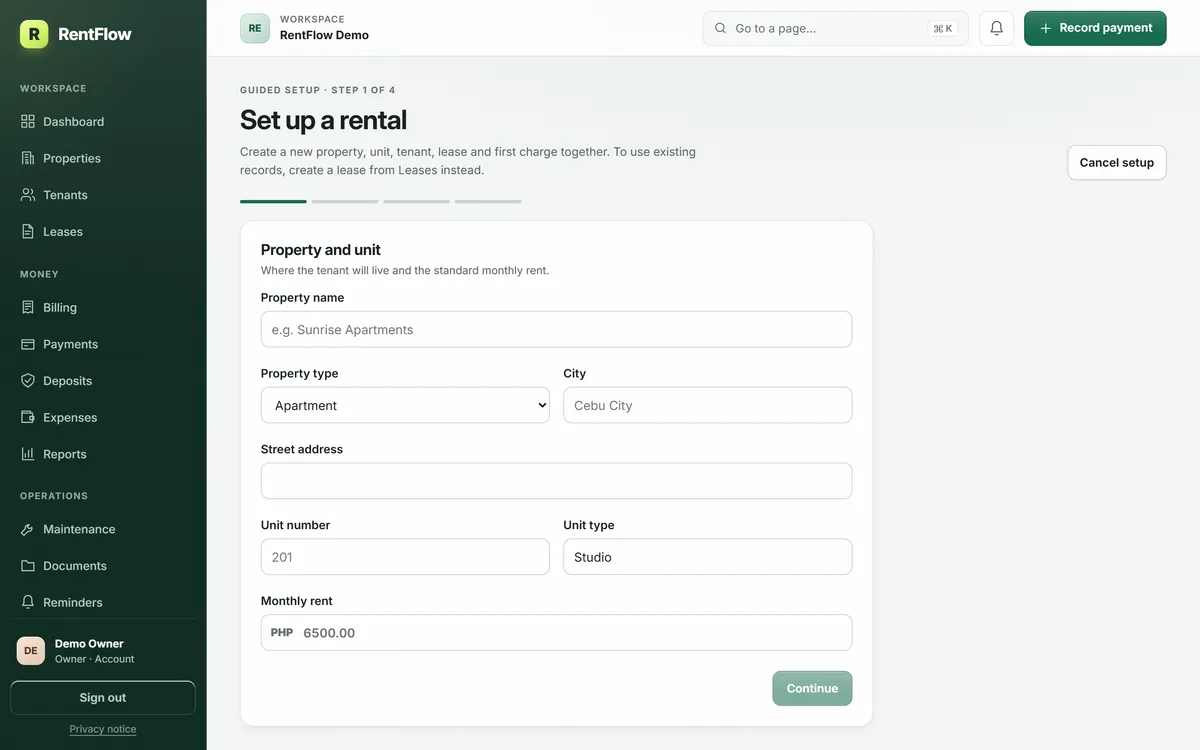 R RentFlow
WORKSPACE
Dashboard
Properties
Tenants
Leases
MONEY
Billing
Payments
Deposits
Expenses
Reports
OPERATIONS
Maintenance
Documents
Reminders
DE
Demo Owner
Owner · Account
Sign out
Privacy notice
RE
WORKSPACE
RentFlow Demo
Go to a page...
⌘ K
+ Record payment
GUIDED SETUP · STEP 1 OF 4
Set up a rental
Create a new property, unit, tenant, lease and first charge together. To use existing
records, create a lease from Leases instead.
Cancel setup
Property and unit
Where the tenant will live and the standard monthly rent.
Property name
e.g. Sunrise Apartments
Property type
Apartment
City
Cebu City
Street address
Unit number
201
Unit type
Studio
Monthly rent
PHP 6500.00
Continue